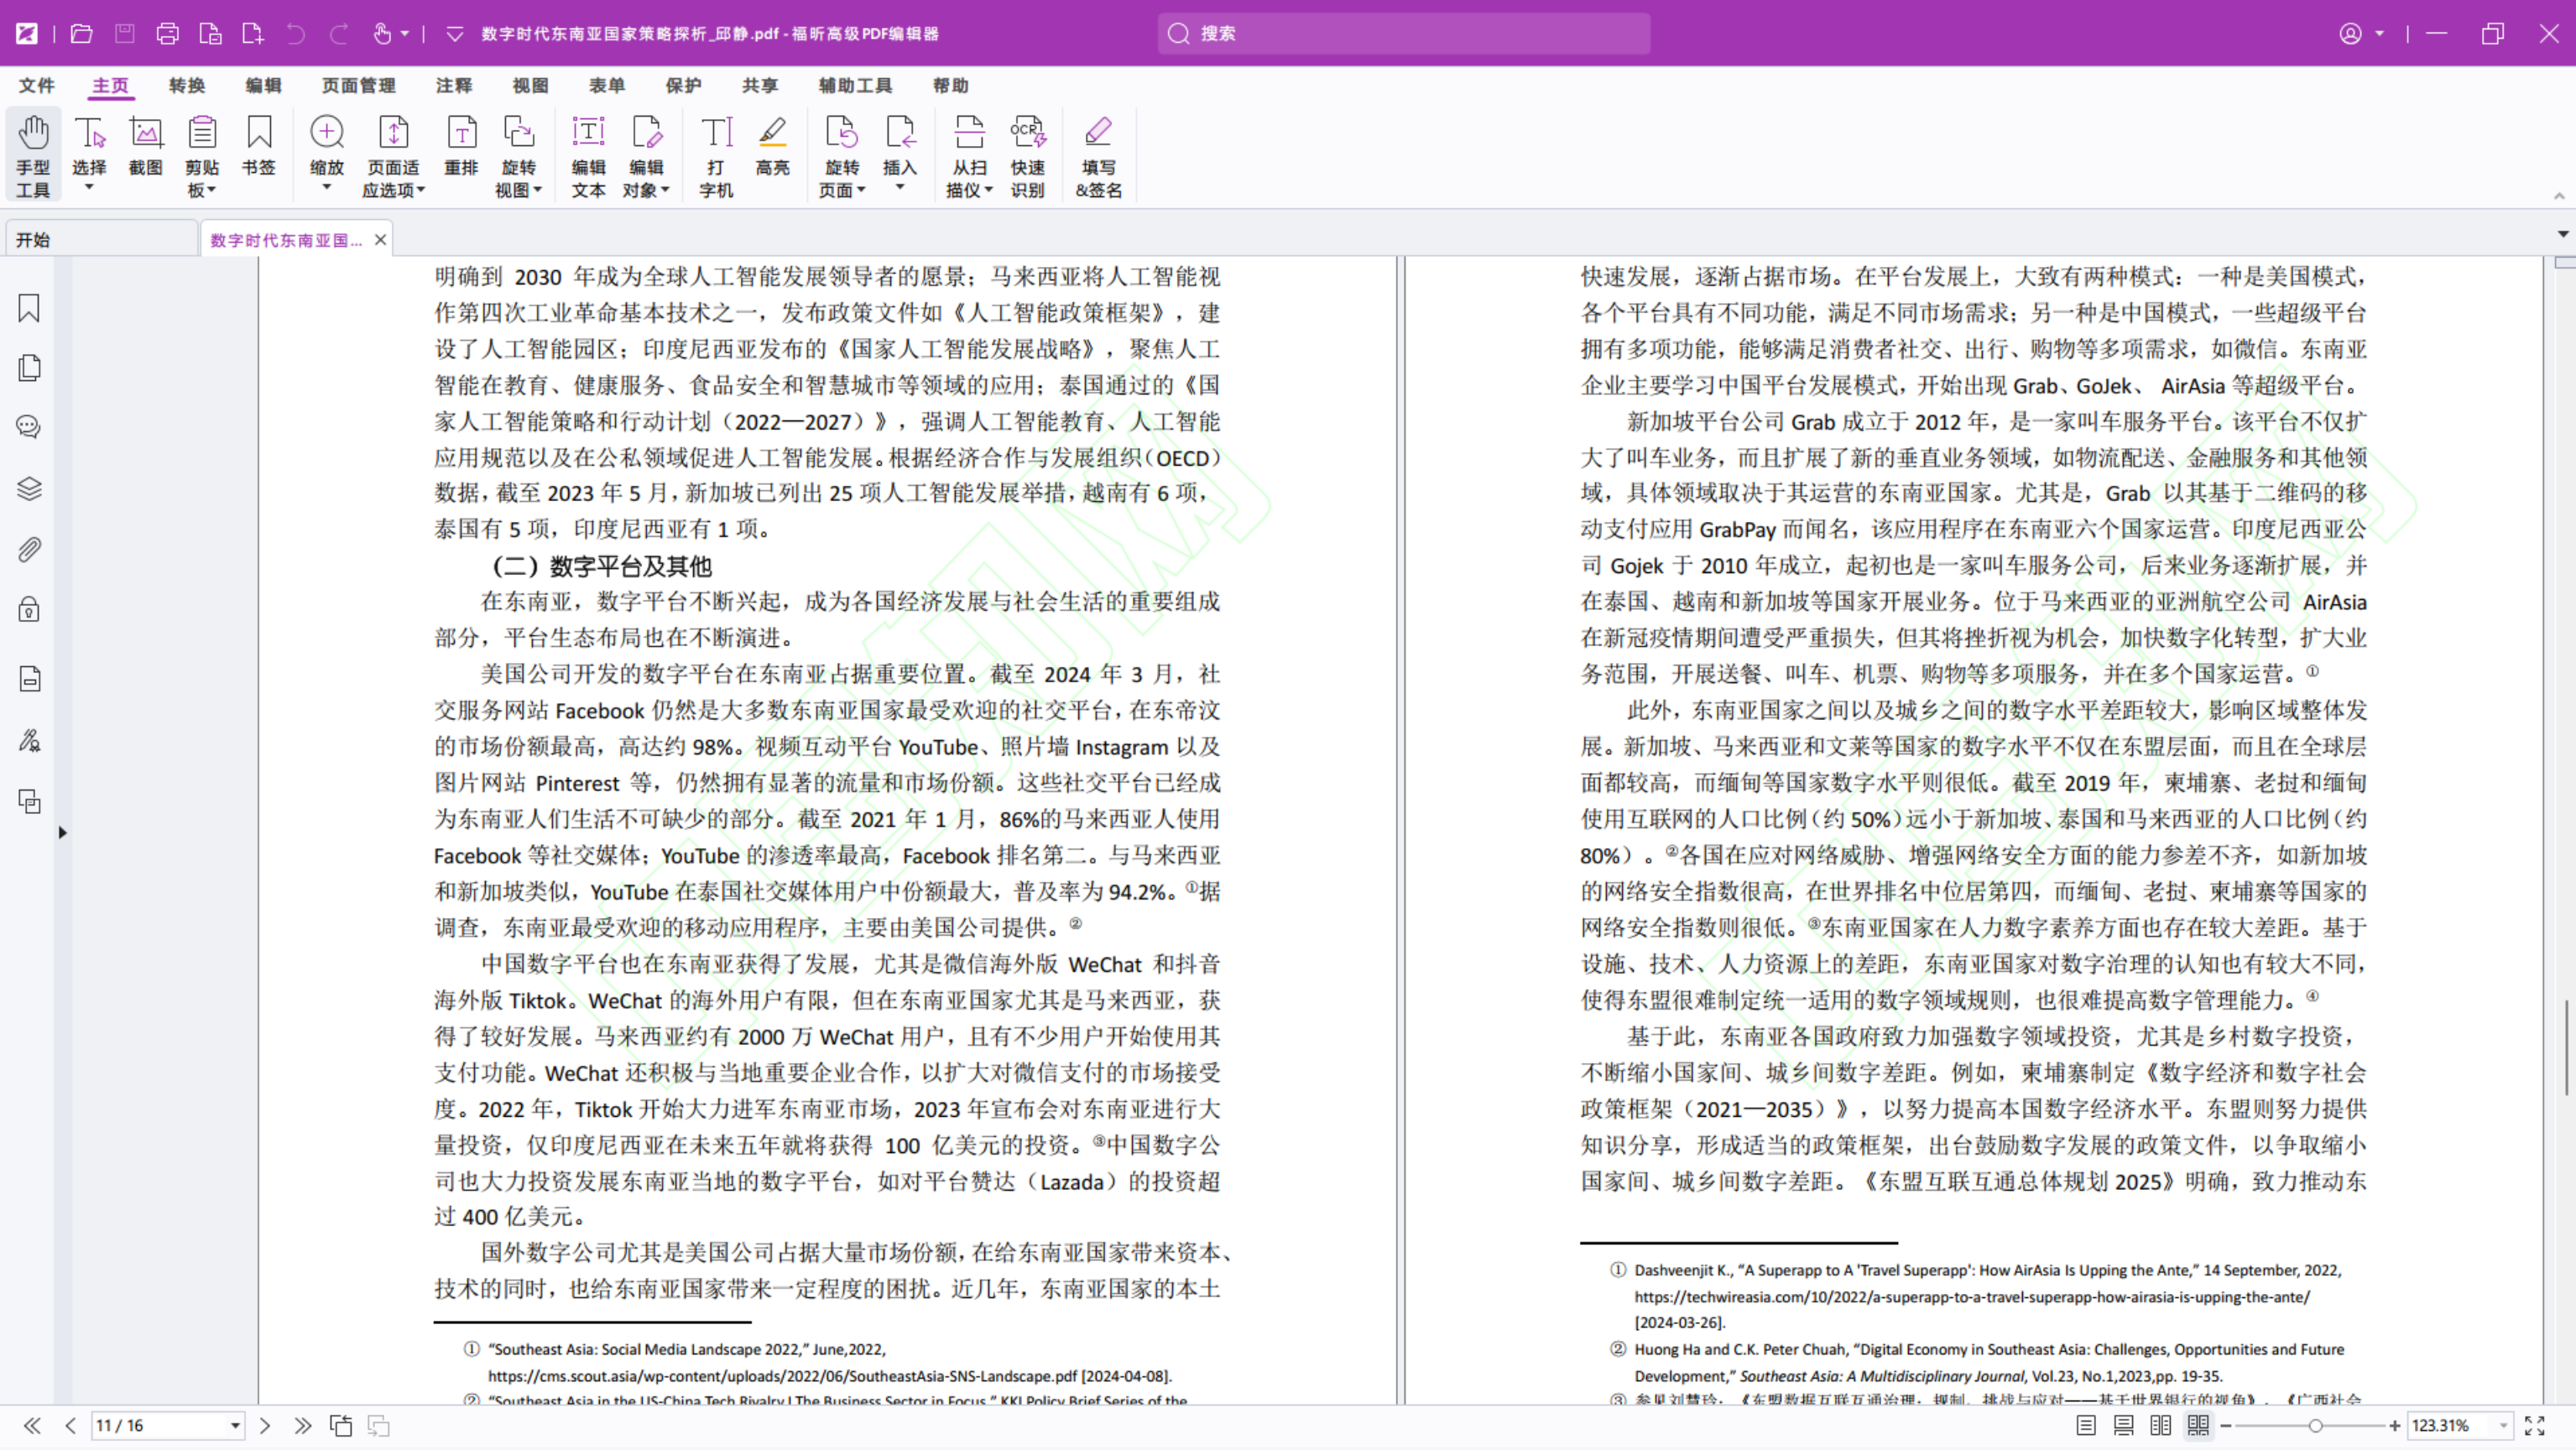 数字时代东南亚国家策略探析_邱静.pdf - 福昕高级PDF编辑器
搜索
文件 主页 转换 编辑 页面管理 注释 视图 表单 保护 共享 辅助工具 帮助
手型工具 选择 截图 剪贴板 书签 缩放 页面适应选项 重排 旋转视图 编辑文本 编辑对象 打字机 高亮 旋转页面 插入 从扫描仪 快速识别 填写&签名
开始
数字时代东南亚国...
明确到 2030 年成为全球人工智能发展领导者的愿景；马来西亚将人工智能视
作第四次工业革命基本技术之一，发布政策文件如《人工智能政策框架》，建
设了人工智能园区；印度尼西亚发布的《国家人工智能发展战略》，聚焦人工
智能在教育、健康服务、食品安全和智慧城市等领域的应用；泰国通过的《国
家人工智能策略和行动计划（2022—2027）》，强调人工智能教育、人工智能
应用规范以及在公私领域促进人工智能发展。根据经济合作与发展组织（OECD）
数据，截至 2023 年 5 月，新加坡已列出 25 项人工智能发展举措，越南有 6 项，
泰国有 5 项，印度尼西亚有 1 项。
（二）数字平台及其他
在东南亚，数字平台不断兴起，成为各国经济发展与社会生活的重要组成
部分，平台生态布局也在不断演进。
美国公司开发的数字平台在东南亚占据重要位置。截至 2024 年 3 月，社
交服务网站 Facebook 仍然是大多数东南亚国家最受欢迎的社交平台，在东帝汶
的市场份额最高，高达约 98%。视频互动平台 YouTube、照片墙 Instagram 以及
图片网站 Pinterest 等，仍然拥有显著的流量和市场份额。这些社交平台已经成
为东南亚人们生活不可缺少的部分。截至 2021 年 1 月，86%的马来西亚人使用
Facebook 等社交媒体；YouTube 的渗透率最高，Facebook 排名第二。与马来西亚
和新加坡类似，YouTube 在泰国社交媒体用户中份额最大，普及率为 94.2%。①据
调查，东南亚最受欢迎的移动应用程序，主要由美国公司提供。②
中国数字平台也在东南亚获得了发展，尤其是微信海外版 WeChat 和抖音
海外版 Tiktok。WeChat 的海外用户有限，但在东南亚国家尤其是马来西亚，获
得了较好发展。马来西亚约有 2000 万 WeChat 用户，且有不少用户开始使用其
支付功能。WeChat 还积极与当地重要企业合作，以扩大对微信支付的市场接受
度。2022 年，Tiktok 开始大力进军东南亚市场，2023 年宣布会对东南亚进行大
量投资，仅印度尼西亚在未来五年就将获得 100 亿美元的投资。③中国数字公
司也大力投资发展东南亚当地的数字平台，如对平台赞达（Lazada）的投资超
过 400 亿美元。
国外数字公司尤其是美国公司占据大量市场份额，在给东南亚国家带来资本、
技术的同时，也给东南亚国家带来一定程度的困扰。近几年，东南亚国家的本土
① “Southeast Asia: Social Media Landscape 2022,” June,2022,
https://cms.scout.asia/wp-content/uploads/2022/06/SoutheastAsia-SNS-Landscape.pdf [2024-04-08].
② “Southeast Asia in the US-China Tech Rivalry | The Business Sector in Focus,” KKI Policy Brief Series of the
快速发展，逐渐占据市场。在平台发展上，大致有两种模式：一种是美国模式，
各个平台具有不同功能，满足不同市场需求；另一种是中国模式，一些超级平台
拥有多项功能，能够满足消费者社交、出行、购物等多项需求，如微信。东南亚
企业主要学习中国平台发展模式，开始出现 Grab、GoJek、 AirAsia 等超级平台。
新加坡平台公司 Grab 成立于 2012 年，是一家叫车服务平台。该平台不仅扩
大了叫车业务，而且扩展了新的垂直业务领域，如物流配送、金融服务和其他领
域，具体领域取决于其运营的东南亚国家。尤其是，Grab 以其基于二维码的移
动支付应用 GrabPay 而闻名，该应用程序在东南亚六个国家运营。印度尼西亚公
司 Gojek 于 2010 年成立，起初也是一家叫车服务公司，后来业务逐渐扩展，并
在泰国、越南和新加坡等国家开展业务。位于马来西亚的亚洲航空公司 AirAsia
在新冠疫情期间遭受严重损失，但其将挫折视为机会，加快数字化转型，扩大业
务范围，开展送餐、叫车、机票、购物等多项服务，并在多个国家运营。①
此外，东南亚国家之间以及城乡之间的数字水平差距较大，影响区域整体发
展。新加坡、马来西亚和文莱等国家的数字水平不仅在东盟层面，而且在全球层
面都较高，而缅甸等国家数字水平则很低。截至 2019 年，柬埔寨、老挝和缅甸
使用互联网的人口比例（约 50%）远小于新加坡、泰国和马来西亚的人口比例（约
80%）。②各国在应对网络威胁、增强网络安全方面的能力参差不齐，如新加坡
的网络安全指数很高，在世界排名中位居第四，而缅甸、老挝、柬埔寨等国家的
网络安全指数则很低。③东南亚国家在人力数字素养方面也存在较大差距。基于
设施、技术、人力资源上的差距，东南亚国家对数字治理的认知也有较大不同，
使得东盟很难制定统一适用的数字领域规则，也很难提高数字管理能力。④
基于此，东南亚各国政府致力加强数字领域投资，尤其是乡村数字投资，
不断缩小国家间、城乡间数字差距。例如，柬埔寨制定《数字经济和数字社会
政策框架（2021—2035）》，以努力提高本国数字经济水平。东盟则努力提供
知识分享，形成适当的政策框架，出台鼓励数字发展的政策文件，以争取缩小
国家间、城乡间数字差距。《东盟互联互通总体规划 2025》明确，致力推动东
① Dashveenjit K., “A Superapp to A 'Travel Superapp': How AirAsia Is Upping the Ante,” 14 September, 2022,
https://techwireasia.com/10/2022/a-superapp-to-a-travel-superapp-how-airasia-is-upping-the-ante/
[2024-03-26].
② Huong Ha and C.K. Peter Chuah, “Digital Economy in Southeast Asia: Challenges, Opportunities and Future
Development,” Southeast Asia: A Multidisciplinary Journal, Vol.23, No.1,2023,pp. 19-35.
③ 参见刘慧玲：《东盟数据互联互通治理：规制、挑战与应对——基于世界银行的视角》，《广西社会
中国知网
中国知网
11 / 16
123.31%